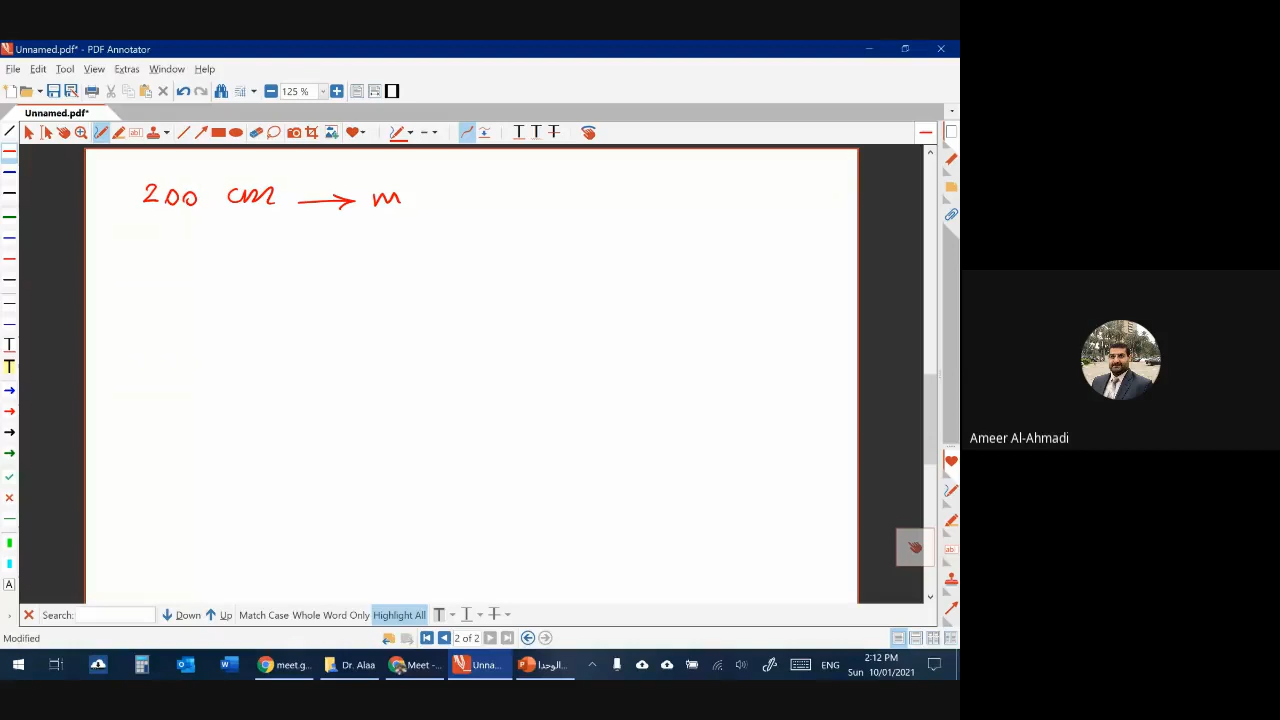 Unnamed.pdf* - PDF Annotator
File Edit Tool View Extras Window Help
125 %
Unnamed.pdf*
200 cm → m
Ameer Al-Ahmadi
Search: Down Up Match Case Whole Word Only Highlight All
Modified
2 of 2
meet.g...
Dr. Alaa
Meet -...
Unna...
الوحدا...
ENG
2:12 PM
Sun 10/01/2021